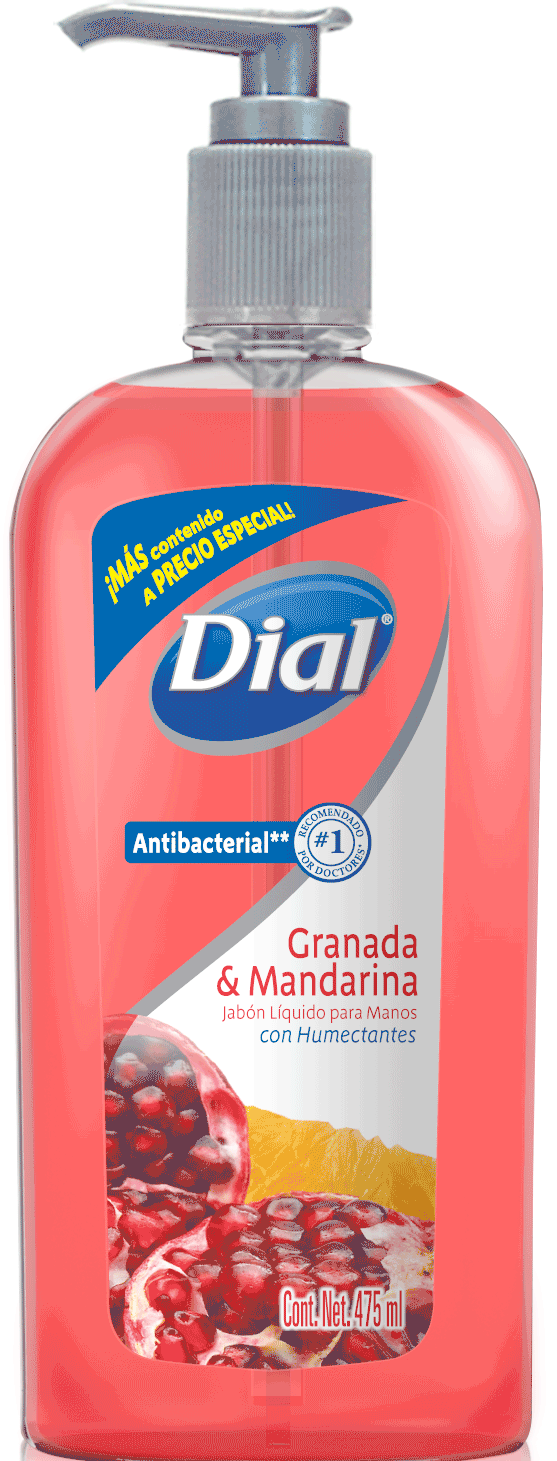 ¡MÁS contenido
A PRECIO ESPECIAL!
Dial®
Antibacterial**
RECOMENDADO
#1
POR DOCTORES*
Granada
& Mandarina
Jabón Líquido para Manos
con Humectantes
Cont. Net. 475 ml